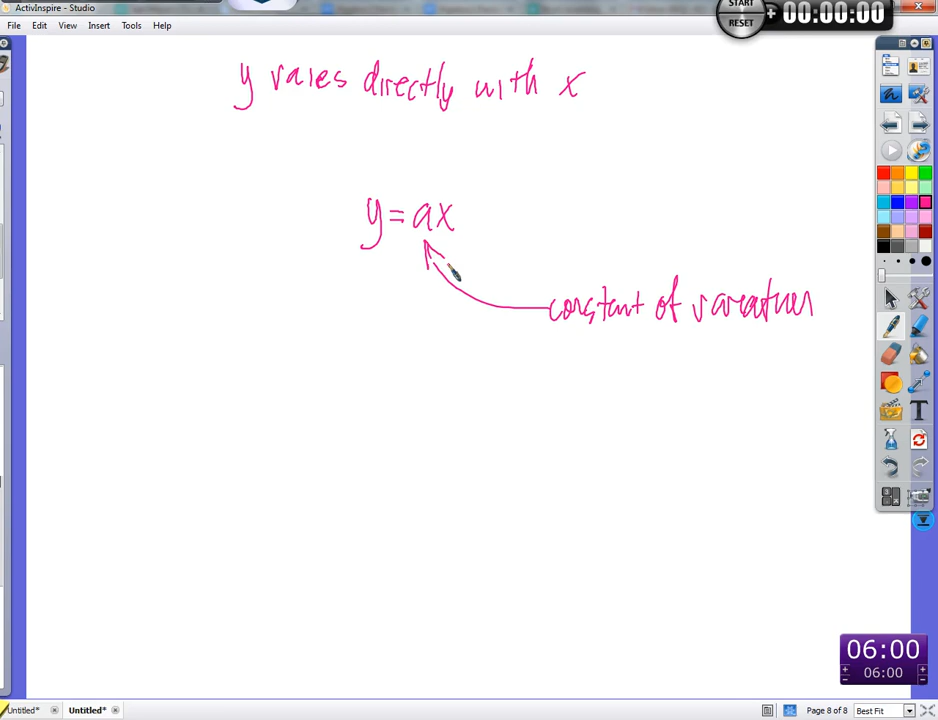 ActivInspire - Studio
START
RESET
00:00:00
File Edit View Insert Tools Help
y varies directly with x
y = ax
constant of variation
06:00
06:00
Untitled* Untitled*
Page 8 of 8 Best Fit